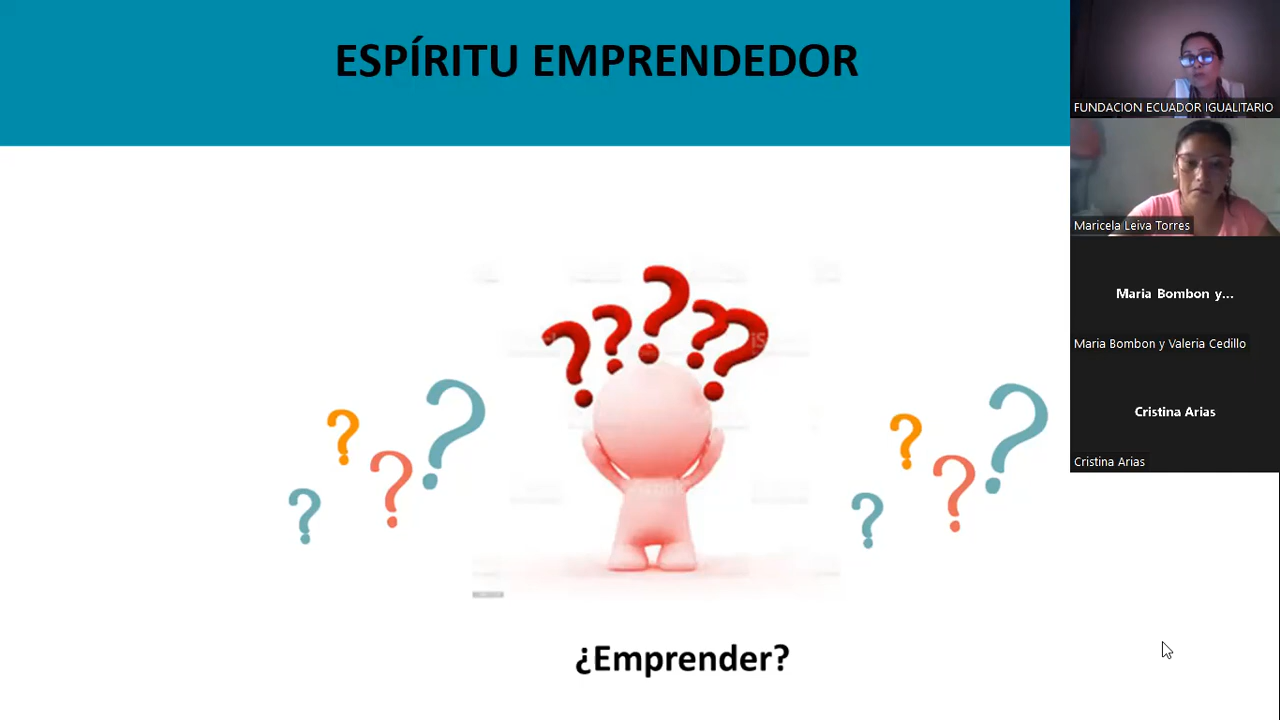 ESPÍRITU EMPRENDEDOR
¿Emprender?
FUNDACION ECUADOR IGUALITARIO
Maricela Leiva Torres
Maria Bombon y...
Maria Bombon y Valeria Cedillo
Cristina Arias
Cristina Arias